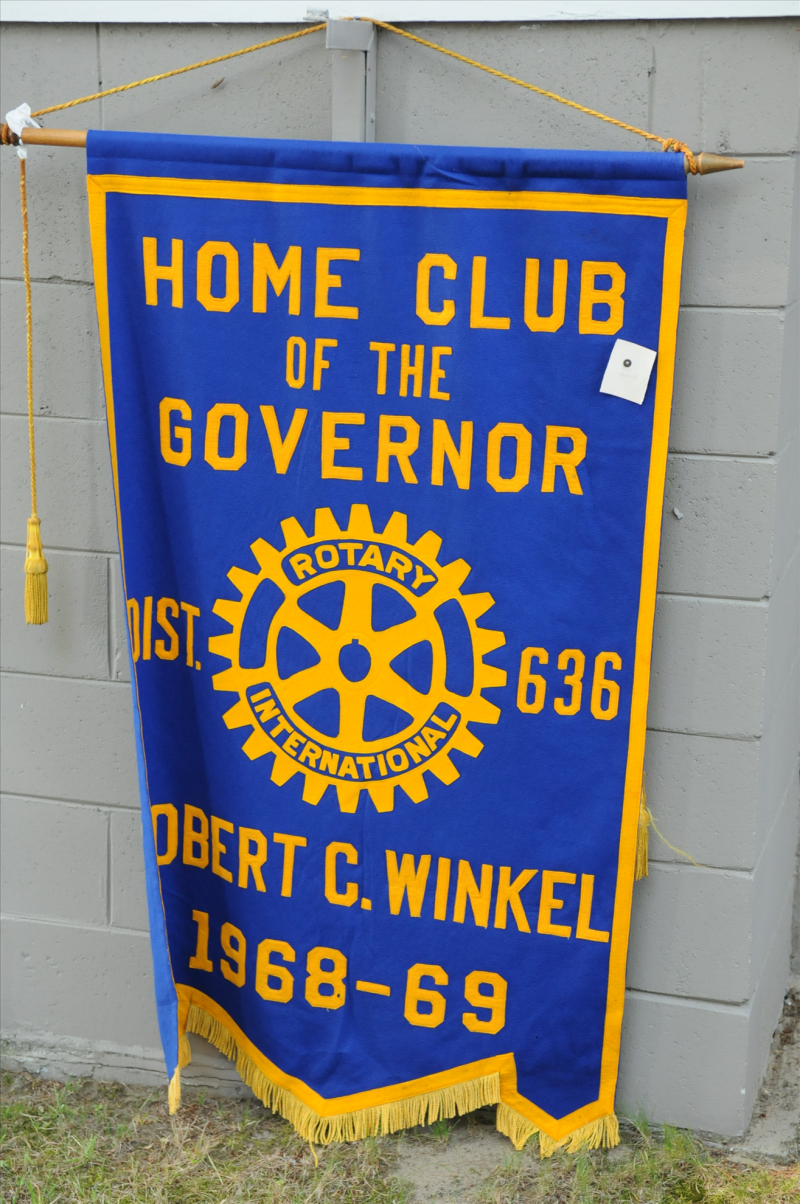 HOME CLUB
OF THE
GOVERNOR
ROTARY
INTERNATIONAL
DIST. 636
OBERT C. WINKEL
1968-69